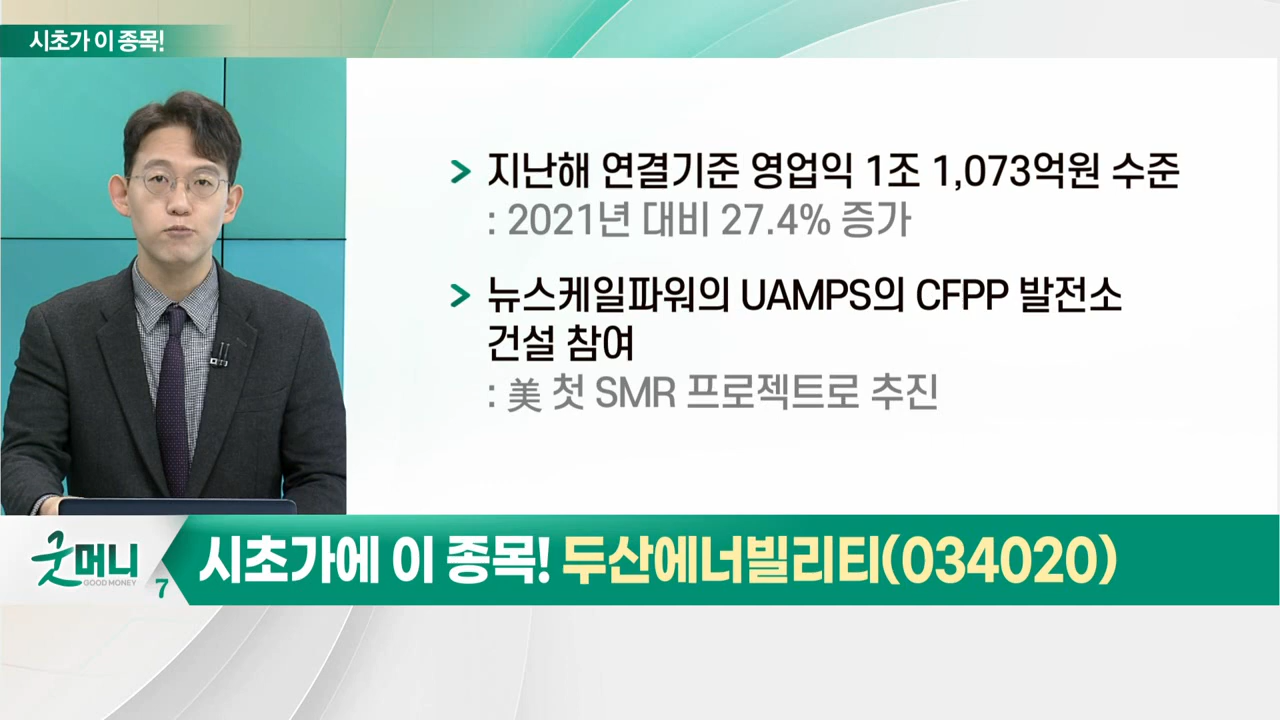 시초가 이 종목!
> 지난해 연결기준 영업익 1조 1,073억원 수준
: 2021년 대비 27.4% 증가
> 뉴스케일파워의 UAMPS의 CFPP 발전소
건설 참여
: 美 첫 SMR 프로젝트로 추진
굿머니
GOOD MONEY
7
시초가에 이 종목! 두산에너빌리티(034020)